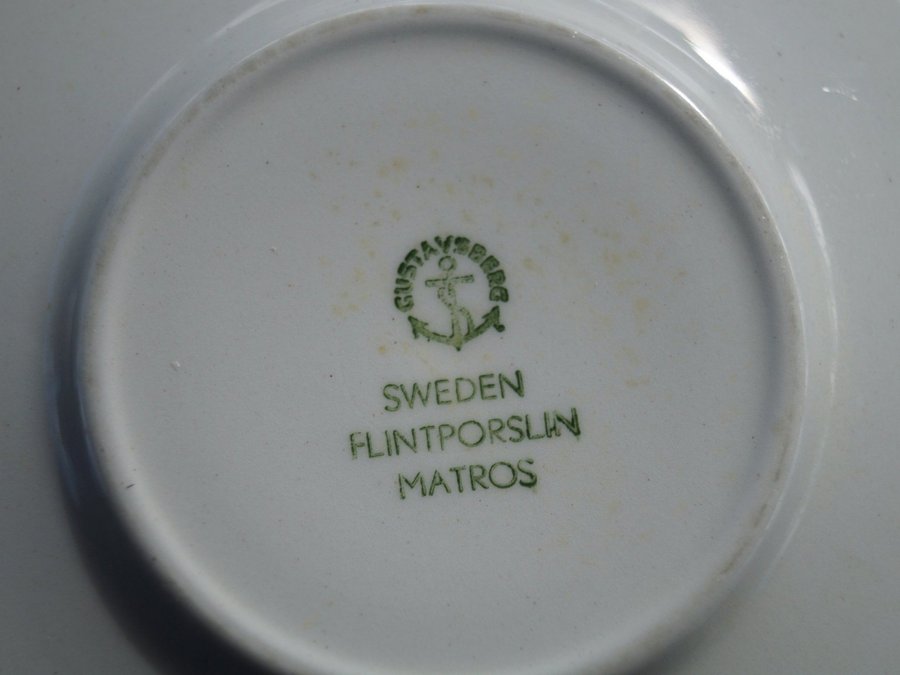 GUSTAVSBERG
SWEDEN
FLINTPORSLIN
MATROS